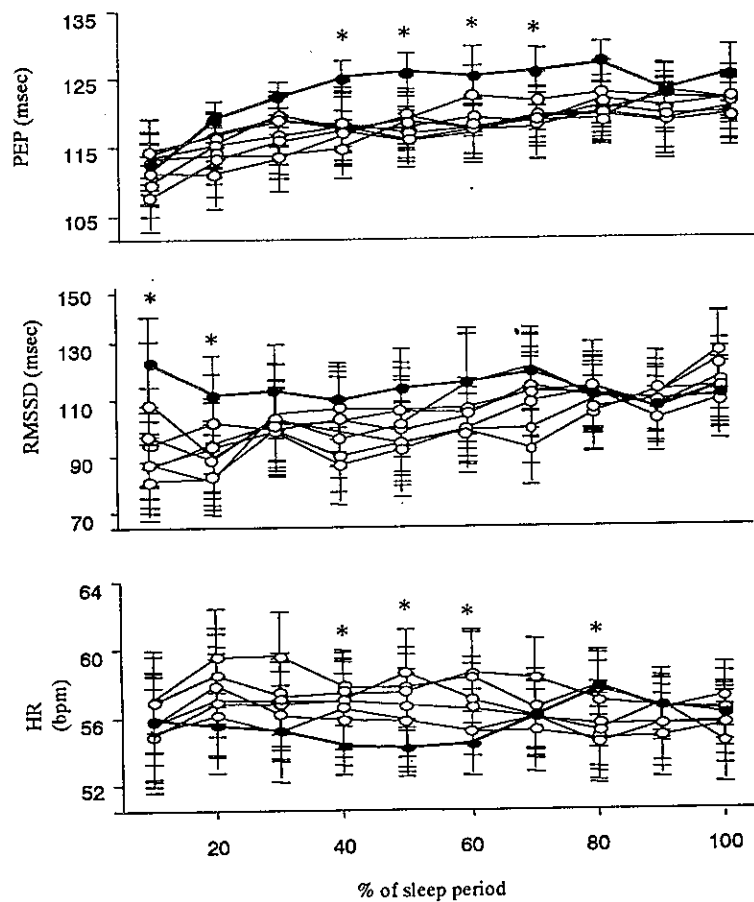 135
* * * *
125
PEP (msec)
115
105
150
*
*
130
RMSSD (msec)
110
90
70
64
* * * *
60
HR
(bpm)
56
52
20 40 60 80 100
% of sleep period